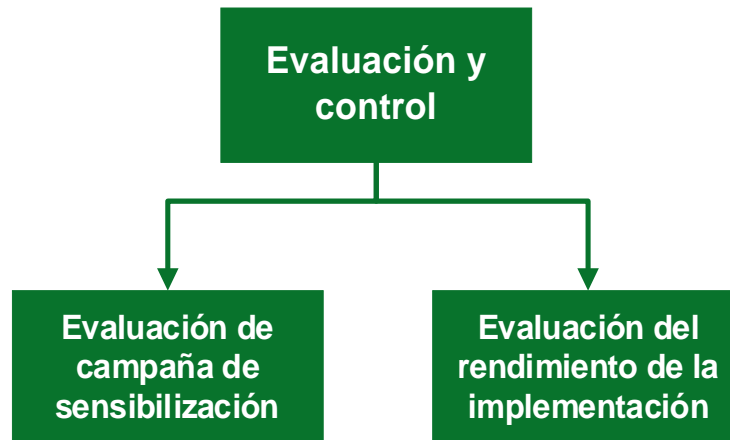 Evaluación y
control
Evaluación de
campaña de
sensibilización
Evaluación del
rendimiento de la
implementación